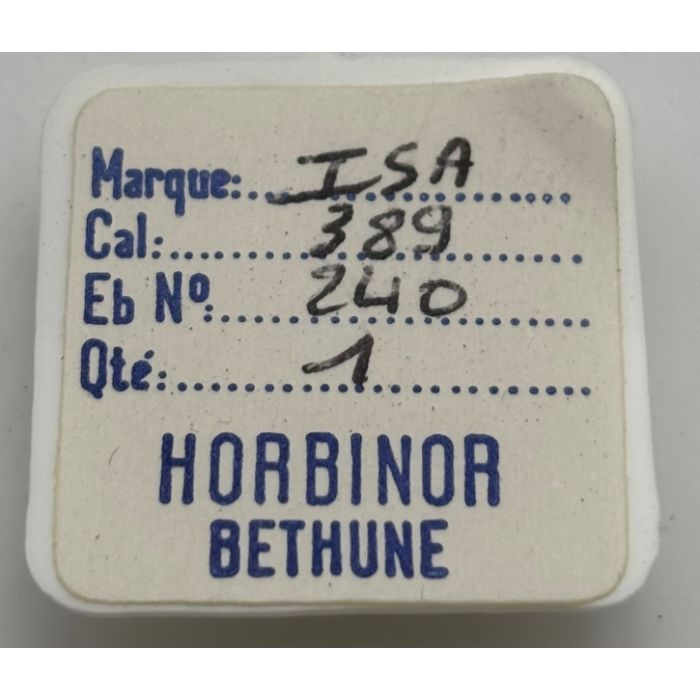 Marque: ISA
Cal: 389
Eb Nº: 240
Qté: 1
HORBINOR
BETHUNE